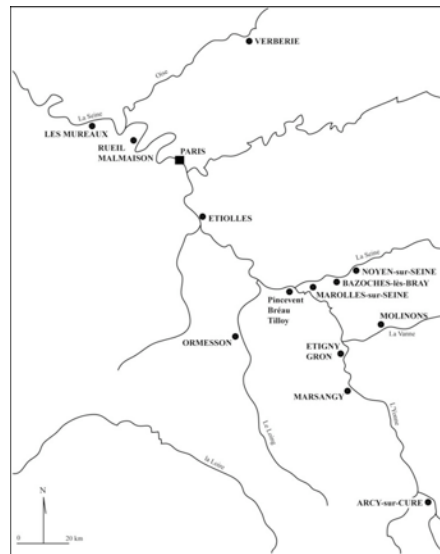 VERBERIE
Oise
La Seine
LES MUREAUX
RUEIL
MALMAISON
PARIS
ETIOLLES
La Seine
NOYEN-sur-SEINE
BAZOCHES-lès-BRAY
MAROLLES-sur-SEINE
Pincevent
Bréau
Tilloy
MOLINONS
La Vanne
ORMESSON
ETIGNY
GRON
MARSANGY
L'Yonne
Le Loing
la Loire
ARCY-sur-CURE
N
0 20 km